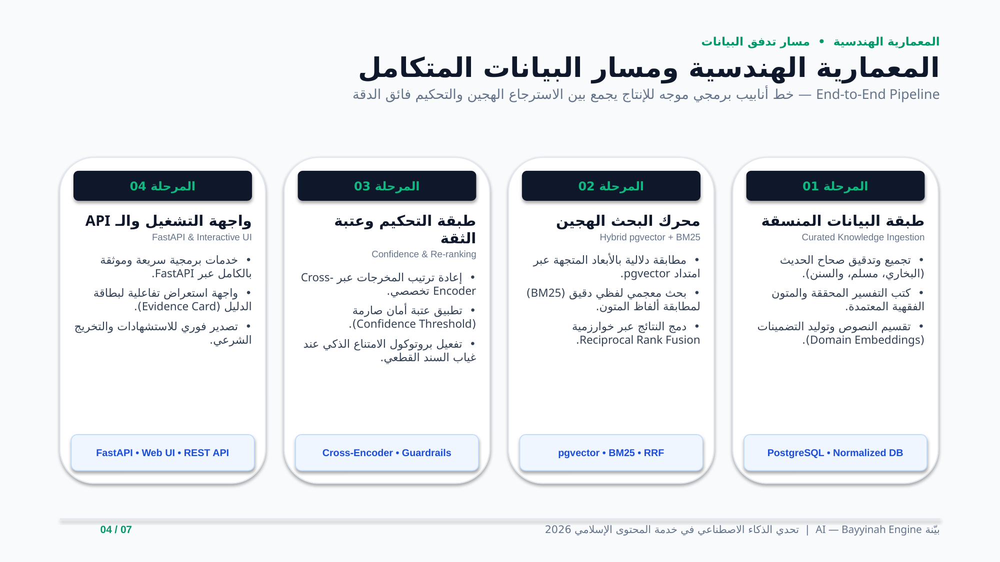 المعمارية الهندسية • مسار تدفق البيانات
المعمارية الهندسية ومسار البيانات المتكامل
End-to-End Pipeline — خط أنابيب برمجي موجه للإنتاج يجمع بين الاسترجاع الهجين والتحكيم فائق الدقة
المرحلة 01
طبقة البيانات المنسقة
Curated Knowledge Ingestion
• تجميع وتدقيق صحاح الحديث
(البخاري، مسلم، والسنن).
• كتب التفسير المحققة والمتون
الفقهية المعتمدة.
• تقسيم النصوص وتوليد التضمينات
(Domain Embeddings).
PostgreSQL • Normalized DB
المرحلة 02
محرك البحث الهجين
Hybrid pgvector + BM25
• مطابقة دلالية بالأبعاد المتجهة عبر
امتداد pgvector.
• بحث معجمي لفظي دقيق (BM25)
لمطابقة ألفاظ المتون.
• دمج النتائج عبر خوارزمية
Reciprocal Rank Fusion.
pgvector • BM25 • RRF
المرحلة 03
طبقة التحكيم وعتبة
الثقة
Confidence & Re-ranking
• إعادة ترتيب المخرجات عبر Cross-
Encoder تخصصي.
• تطبيق عتبة أمان صارمة
(Confidence Threshold).
• تفعيل بروتوكول الامتناع الذكي عند
غياب السند القطعي.
Cross-Encoder • Guardrails
المرحلة 04
واجهة التشغيل والـ API
FastAPI & Interactive UI
• خدمات برمجية سريعة وموثقة
بالكامل عبر FastAPI.
• واجهة استعراض تفاعلية لبطاقة
الدليل (Evidence Card).
• تصدير فوري للاستشهادات والتخريج
الشرعي.
FastAPI • Web UI • REST API
بيّنة AI — Bayyinah Engine | تحدي الذكاء الاصطناعي في خدمة المحتوى الإسلامي 2026
04 / 07